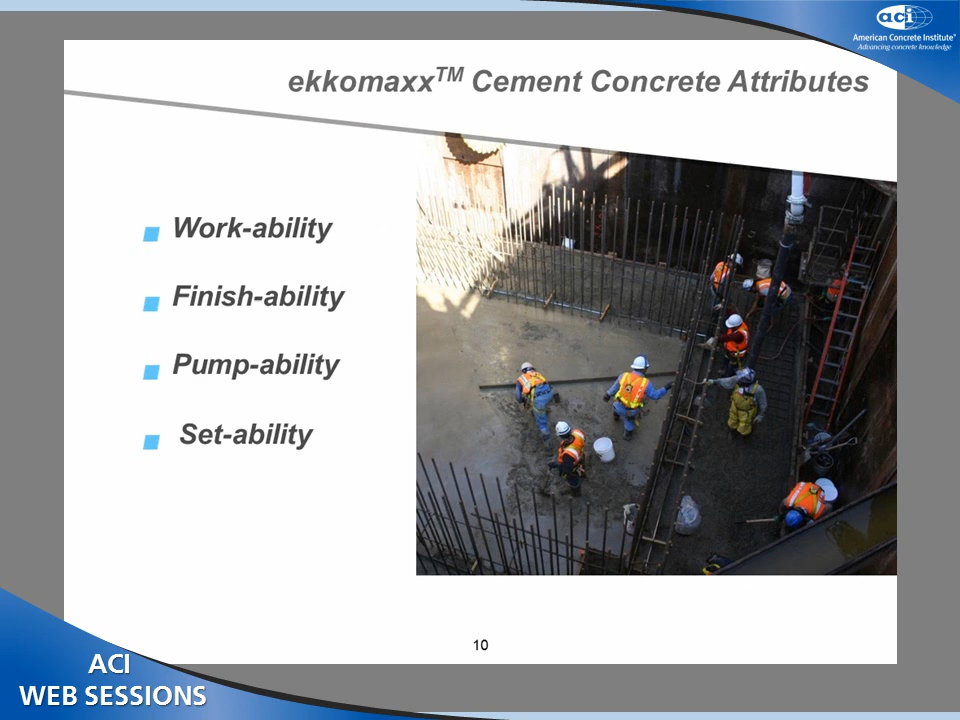 aci
American Concrete Institute®
Advancing concrete knowledge
ekkomaxx™ Cement Concrete Attributes
Work-ability
Finish-ability
Pump-ability
Set-ability
10
ACI
WEB SESSIONS